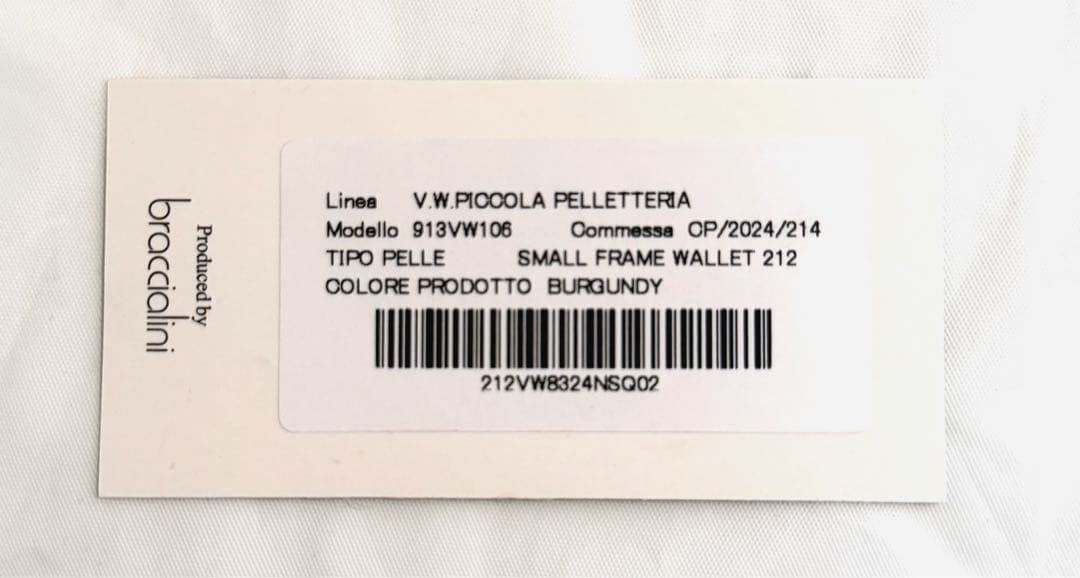 Produced by
braccialini
Linea V.W.PICCOLA PELLETTERIA
Modello 913VW106 Commessa CP/2024/214
TIPO PELLE SMALL FRAME WALLET 212
COLORE PRODOTTO BURGUNDY
212VW8324NSQ02